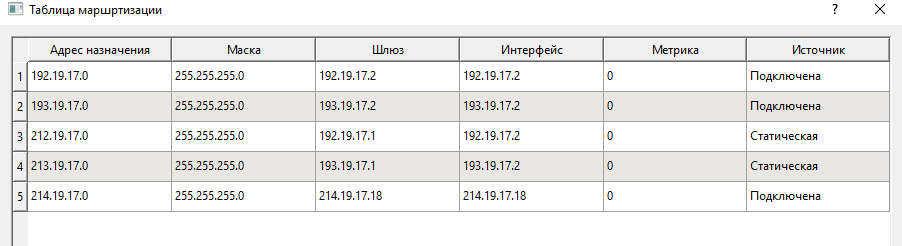 Таблица маршртизации
?
Адрес назначения Маска Шлюз Интерфейс Метрика Источник
1 192.19.17.0 255.255.255.0 192.19.17.2 192.19.17.2 0 Подключена
2 193.19.17.0 255.255.255.0 193.19.17.2 193.19.17.2 0 Подключена
3 212.19.17.0 255.255.255.0 192.19.17.1 192.19.17.2 0 Статическая
4 213.19.17.0 255.255.255.0 193.19.17.1 193.19.17.2 0 Статическая
5 214.19.17.0 255.255.255.0 214.19.17.18 214.19.17.18 0 Подключена